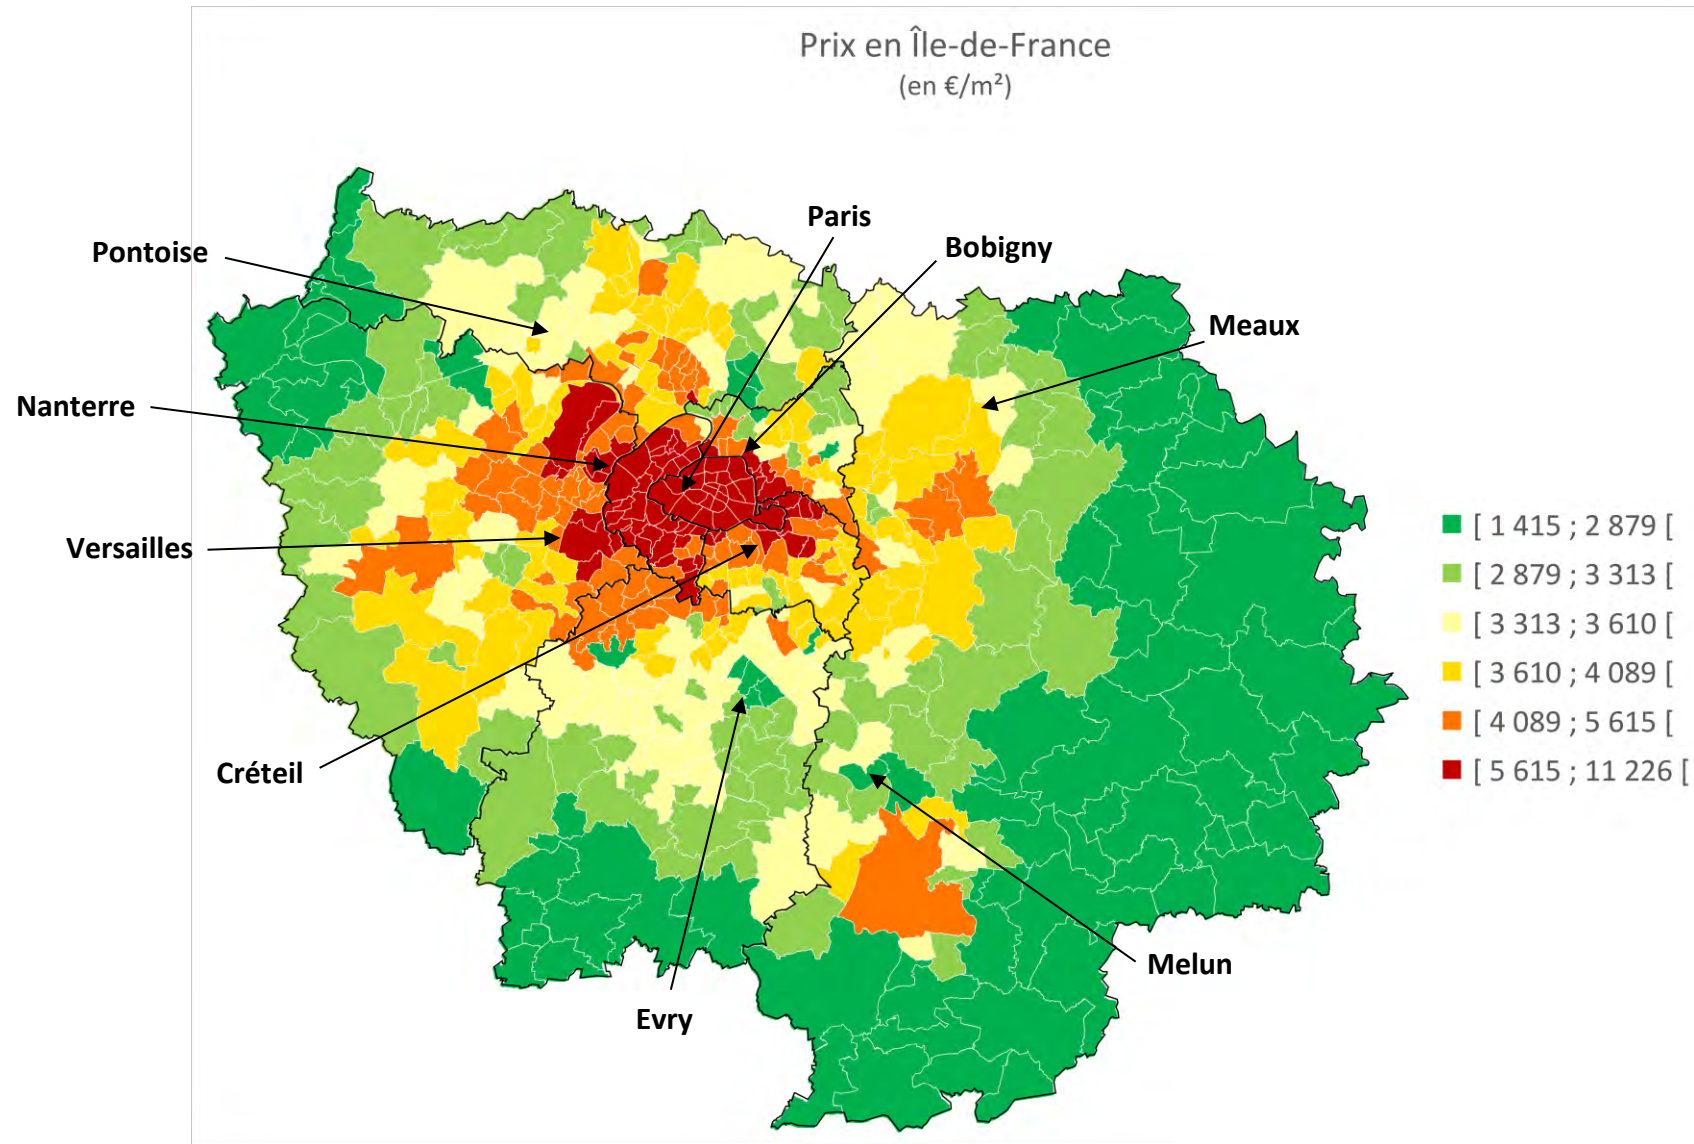 Prix en Île-de-France
(en €/m²)
Paris
Pontoise
Bobigny
Meaux
Nanterre
Versailles
Créteil
Evry
Melun
[ 1 415 ; 2 879 [
[ 2 879 ; 3 313 [
[ 3 313 ; 3 610 [
[ 3 610 ; 4 089 [
[ 4 089 ; 5 615 [
[ 5 615 ; 11 226 [